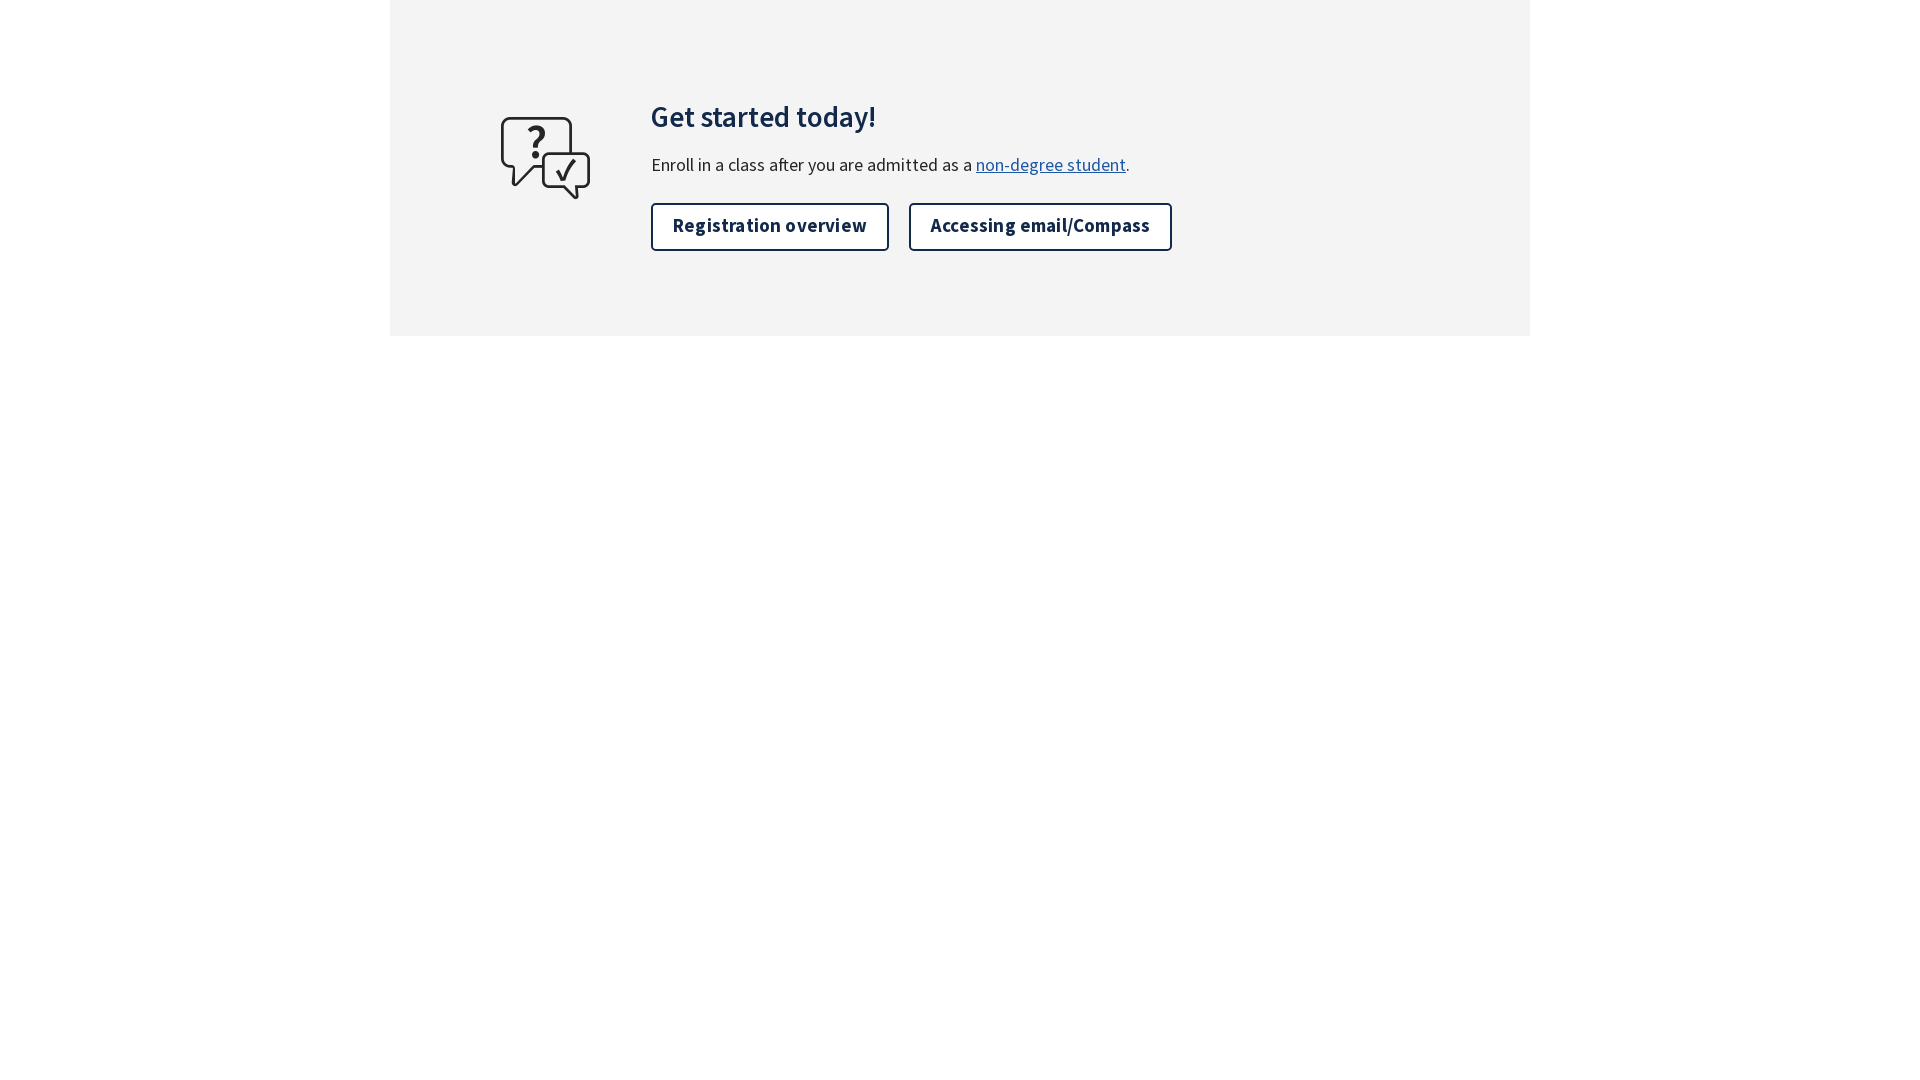 Get started today!
Enroll in a class after you are admitted as a non-degree student.
Registration overview
Accessing email/Compass